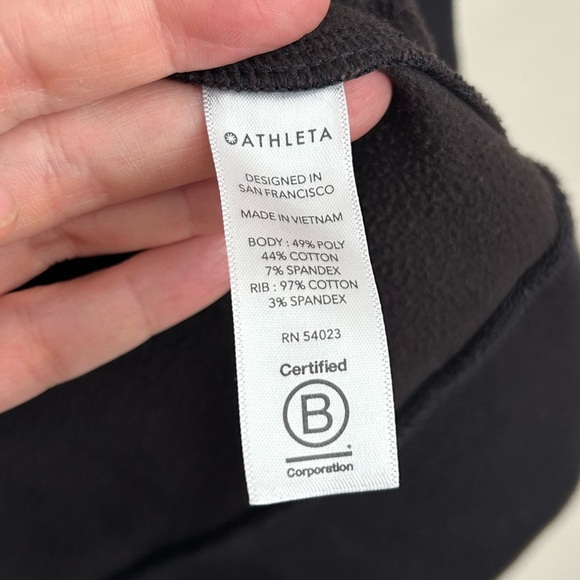 ATHLETA
DESIGNED IN
SAN FRANCISCO
MADE IN VIETNAM
BODY : 49% POLY
44% COTTON
7% SPANDEX
RIB : 97% COTTON
3% SPANDEX
RN 54023
Certified
B
Corporation